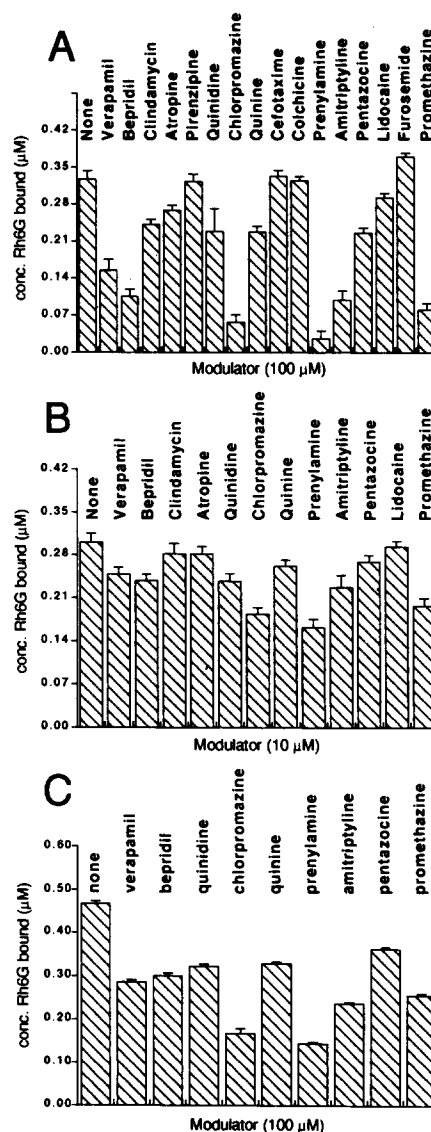 A
None
Verapamil
Bepridil
Clindamycin
Atropine
Pirenzipine
Quinidine
Chlorpromazine
Quinine
Cefotaxime
Colchicine
Prenylamine
Amitriptyline
Pentazocine
Lidocaine
Furosemide
Promethazine
conc. Rh6G bound (µM)
0.42
0.35
0.28
0.21
0.14
0.07
0.00
Modulator (100 µM)
B
None
Verapamil
Bepridil
Clindamycin
Atropine
Quinidine
Chlorpromazine
Quinine
Prenylamine
Amitriptyline
Pentazocine
Lidocaine
Promethazine
conc. Rh6G bound (µM)
0.42
0.35
0.28
0.21
0.14
0.07
0.00
Modulator (10 µM)
C
none
verapamil
bepridil
quinidine
chlorpromazine
quinine
prenylamine
amitriptyline
pentazocine
promethazine
conc. Rh6G bound (µM)
0.60
0.50
0.40
0.30
0.20
0.10
0.00
Modulator (100 µM)